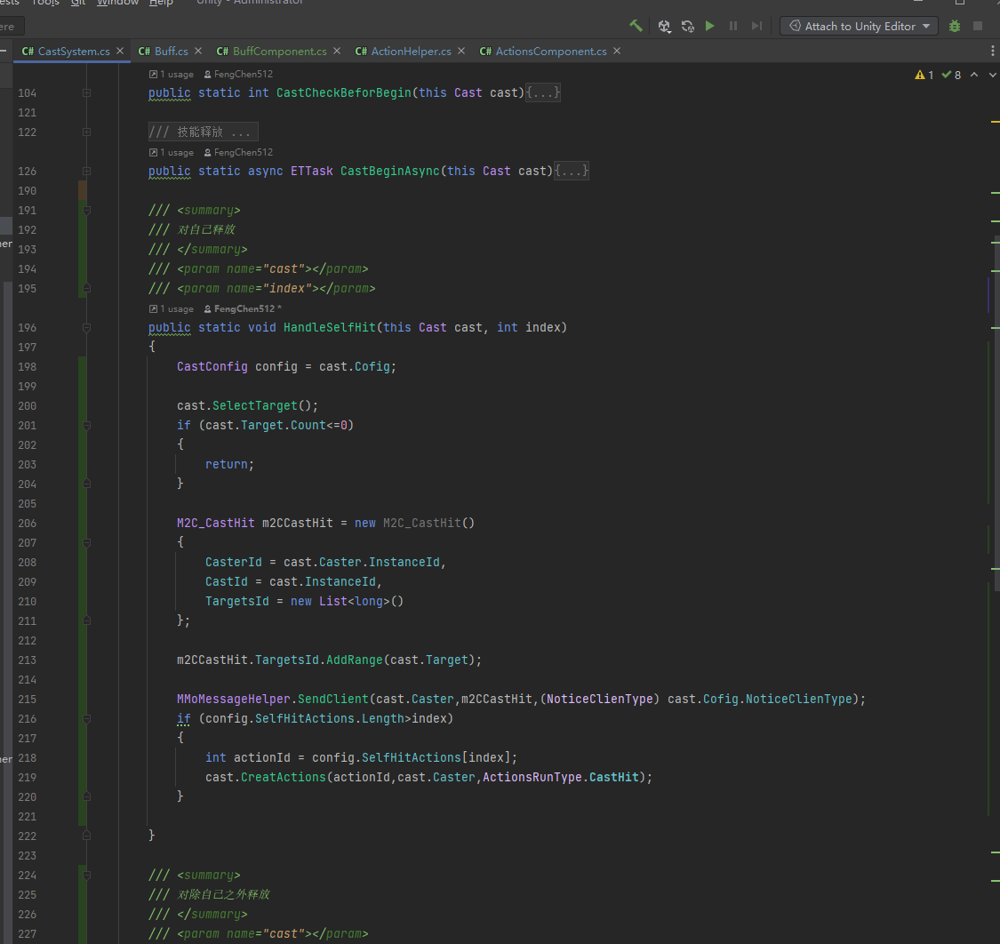 ests Tools Git Window Help Unity - Administrator
ere
Attach to Unity Editor
C# CastSystem.cs C# Buff.cs C# BuffComponent.cs C# ActionHelper.cs C# ActionsComponent.cs
1 usage FengChen512
1 8
104 public static int CastCheckBeforBegin(this Cast cast){...}
121
122 /// 技能释放 ...
1 usage FengChen512
126 public static async ETTask CastBeginAsync(this Cast cast){...}
190
191 /// <summary>
192 /// 对自己释放
her
193 /// </summary>
194 /// <param name="cast"></param>
195 /// <param name="index"></param>
1 usage FengChen512 *
196 public static void HandleSelfHit(this Cast cast, int index)
197 {
198 CastConfig config = cast.Cofig;
199
200 cast.SelectTarget();
201 if (cast.Target.Count<=0)
202 {
203 return;
204 }
205
206 M2C_CastHit m2CCastHit = new M2C_CastHit()
207 {
208 CasterId = cast.Caster.InstanceId,
209 CastId = cast.InstanceId,
210 TargetsId = new List<long>()
211 };
212
213 m2CCastHit.TargetsId.AddRange(cast.Target);
214
215 MMoMessageHelper.SendClient(cast.Caster,m2CCastHit,(NoticeClienType) cast.Cofig.NoticeClienType);
216 if (config.SelfHitActions.Length>index)
217 {
her
218 int actionId = config.SelfHitActions[index];
219 cast.CreatActions(actionId,cast.Caster,ActionsRunType.CastHit);
220 }
221
222 }
223
224 /// <summary>
225 /// 对除自己之外释放
226 /// </summary>
227 /// <param name="cast"></param>